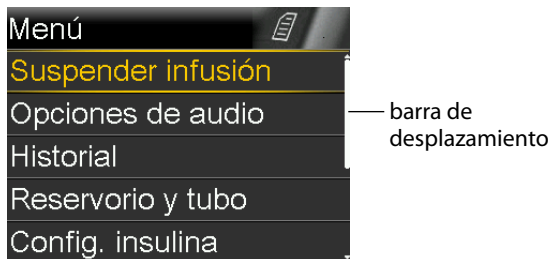 Menú
Suspender infusión
Opciones de audio
barra de
desplazamiento
Historial
Reservorio y tubo
Config. insulina